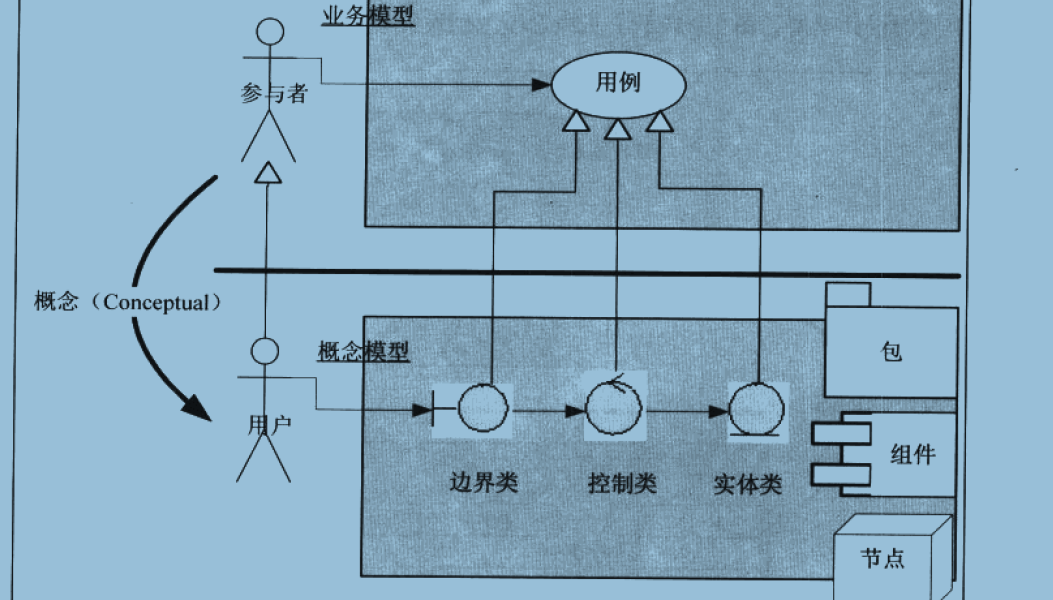 业务模型
用例
参与者
概念（Conceptual）
概念模型
包
用户
组件
边界类
控制类
实体类
节点